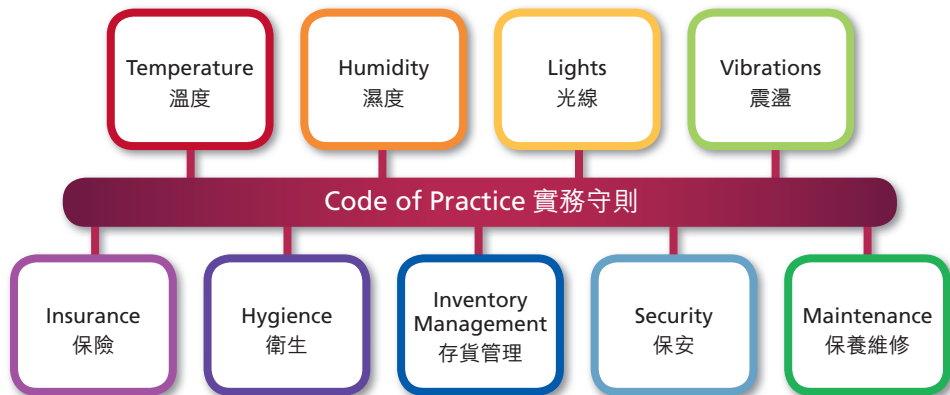 Temperature
溫度
Humidity
濕度
Lights
光線
Vibrations
震盪
Code of Practice 實務守則
Insurance
保險
Hygience
衛生
Inventory
Management
存貨管理
Security
保安
Maintenance
保養維修